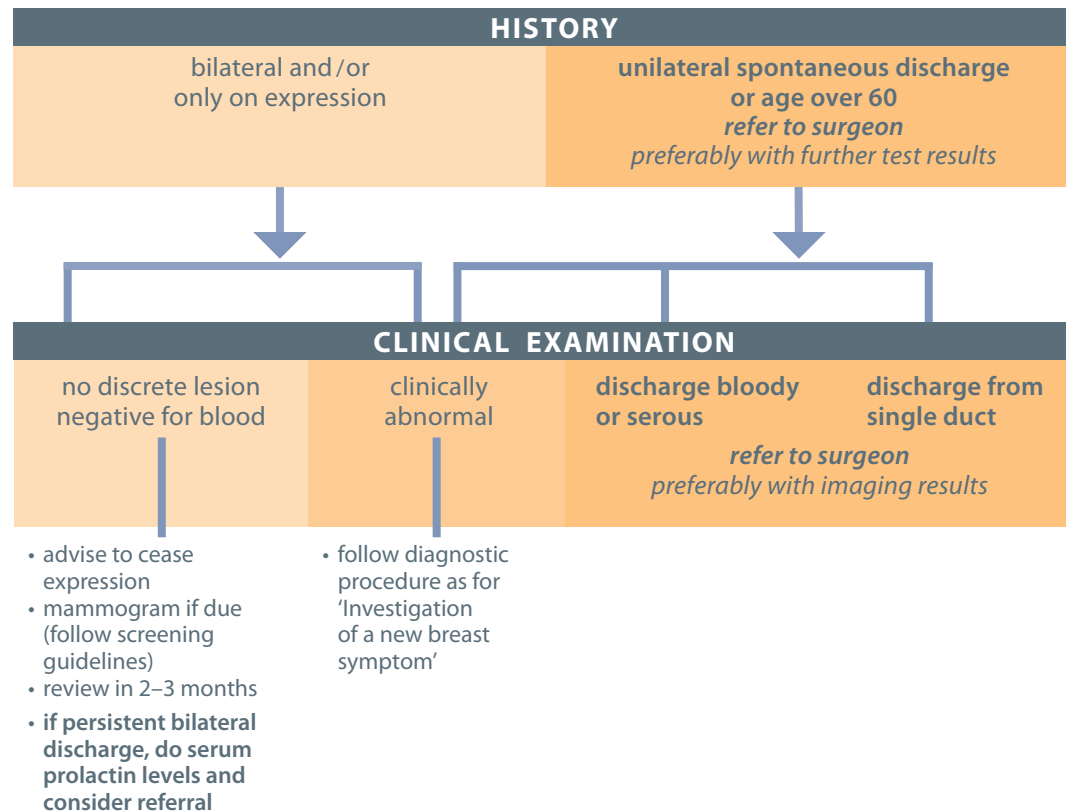 HISTORY
bilateral and/or
only on expression
unilateral spontaneous discharge
or age over 60
refer to surgeon
preferably with further test results
CLINICAL EXAMINATION
no discrete lesion
negative for blood
clinically
abnormal
discharge bloody
or serous
discharge from
single duct
refer to surgeon
preferably with imaging results
• advise to cease
expression
• mammogram if due
(follow screening
guidelines)
• review in 2–3 months
• if persistent bilateral
discharge, do serum
prolactin levels and
consider referral
• follow diagnostic
procedure as for
‘Investigation
of a new breast
symptom’